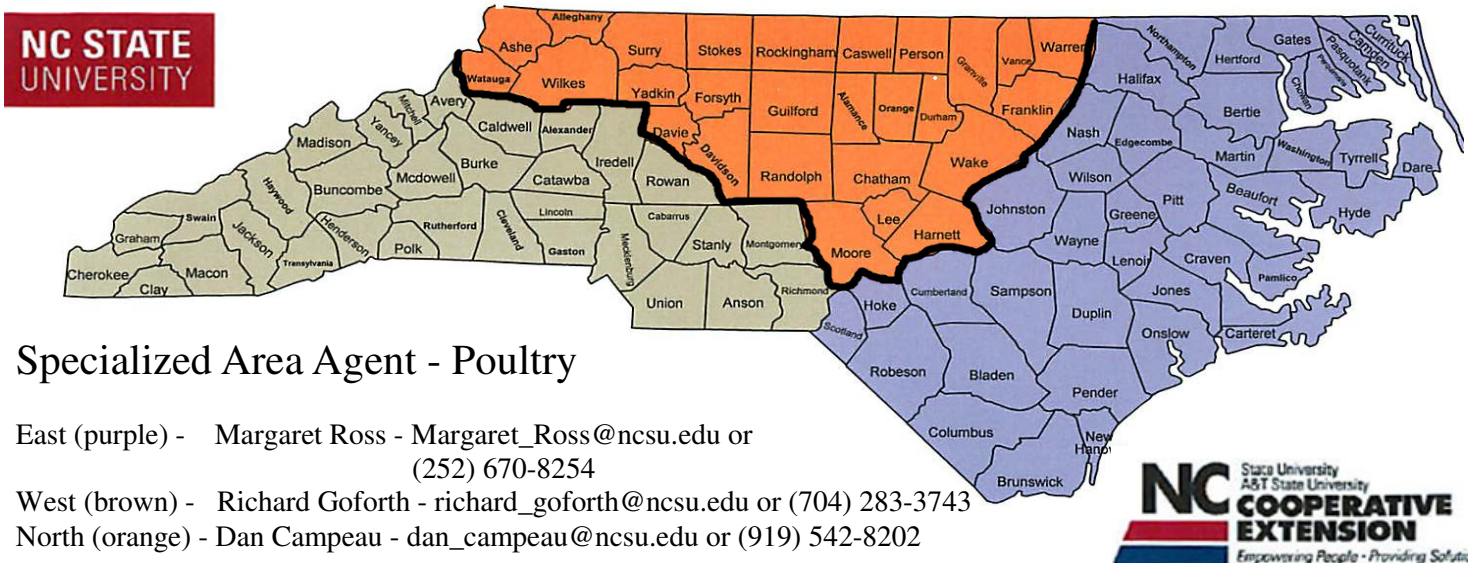 NC STATE
UNIVERSITY
Alleghany
Ashe
Surry
Stokes
Rockingham
Caswell
Person
Granville
Vance
Warren
Northampton
Gates
Hertford
Pasquotank
Camden
Currituck
Perquimans
Chowan
Watauga
Wilkes
Yadkin
Forsyth
Guilford
Alamance
Orange
Durham
Franklin
Halifax
Bertie
Avery
Mitchell
Yancey
Madison
Caldwell
Alexander
Davie
Davidson
Iredell
Wake
Nash
Edgecombe
Martin
Washington
Tyrrell
Dare
Haywood
Buncombe
Mcdowell
Burke
Catawba
Rowan
Randolph
Chatham
Wilson
Pitt
Beaufort
Hyde
Swain
Graham
Jackson
Henderson
Rutherford
Cleveland
Lincoln
Gaston
Cabarrus
Mecklenburg
Stanly
Montgomery
Lee
Moore
Harnett
Johnston
Greene
Wayne
Lenoir
Craven
Pamlico
Cherokee
Clay
Macon
Transylvania
Polk
Union
Anson
Richmond
Scotland
Hoke
Cumberland
Sampson
Duplin
Jones
Onslow
Carteret
Robeson
Bladen
Pender
Columbus
New
Hanov
Brunswick
Specialized Area Agent - Poultry
East (purple) - Margaret Ross - Margaret_Ross@ncsu.edu or
(252) 670-8254
West (brown) - Richard Goforth - richard_goforth@ncsu.edu or (704) 283-3743
North (orange) - Dan Campeau - dan_campeau@ncsu.edu or (919) 542-8202
NC
State University
A&T State University
COOPERATIVE
EXTENSION
Empowering People • Providing Solutio